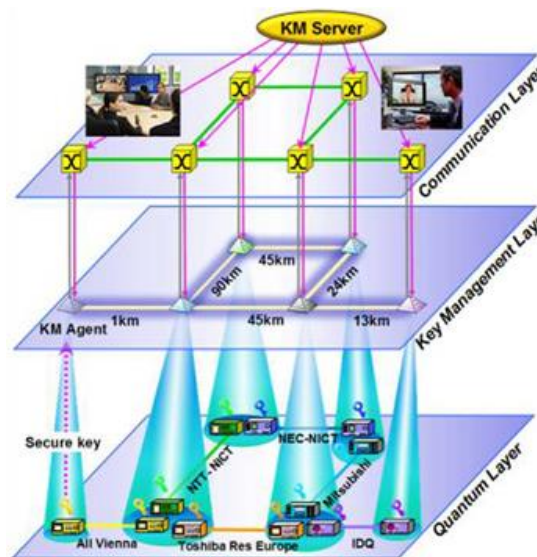 KM Server
Communication Layer
45km
90km
24km
KM Agent
1km
45km
13km
Key Management Layer
Secure key
NTT - NICT
NEC-NICT
Mitsubishi
All Vienna
Toshiba Res Europe
IDQ
Quantum Layer